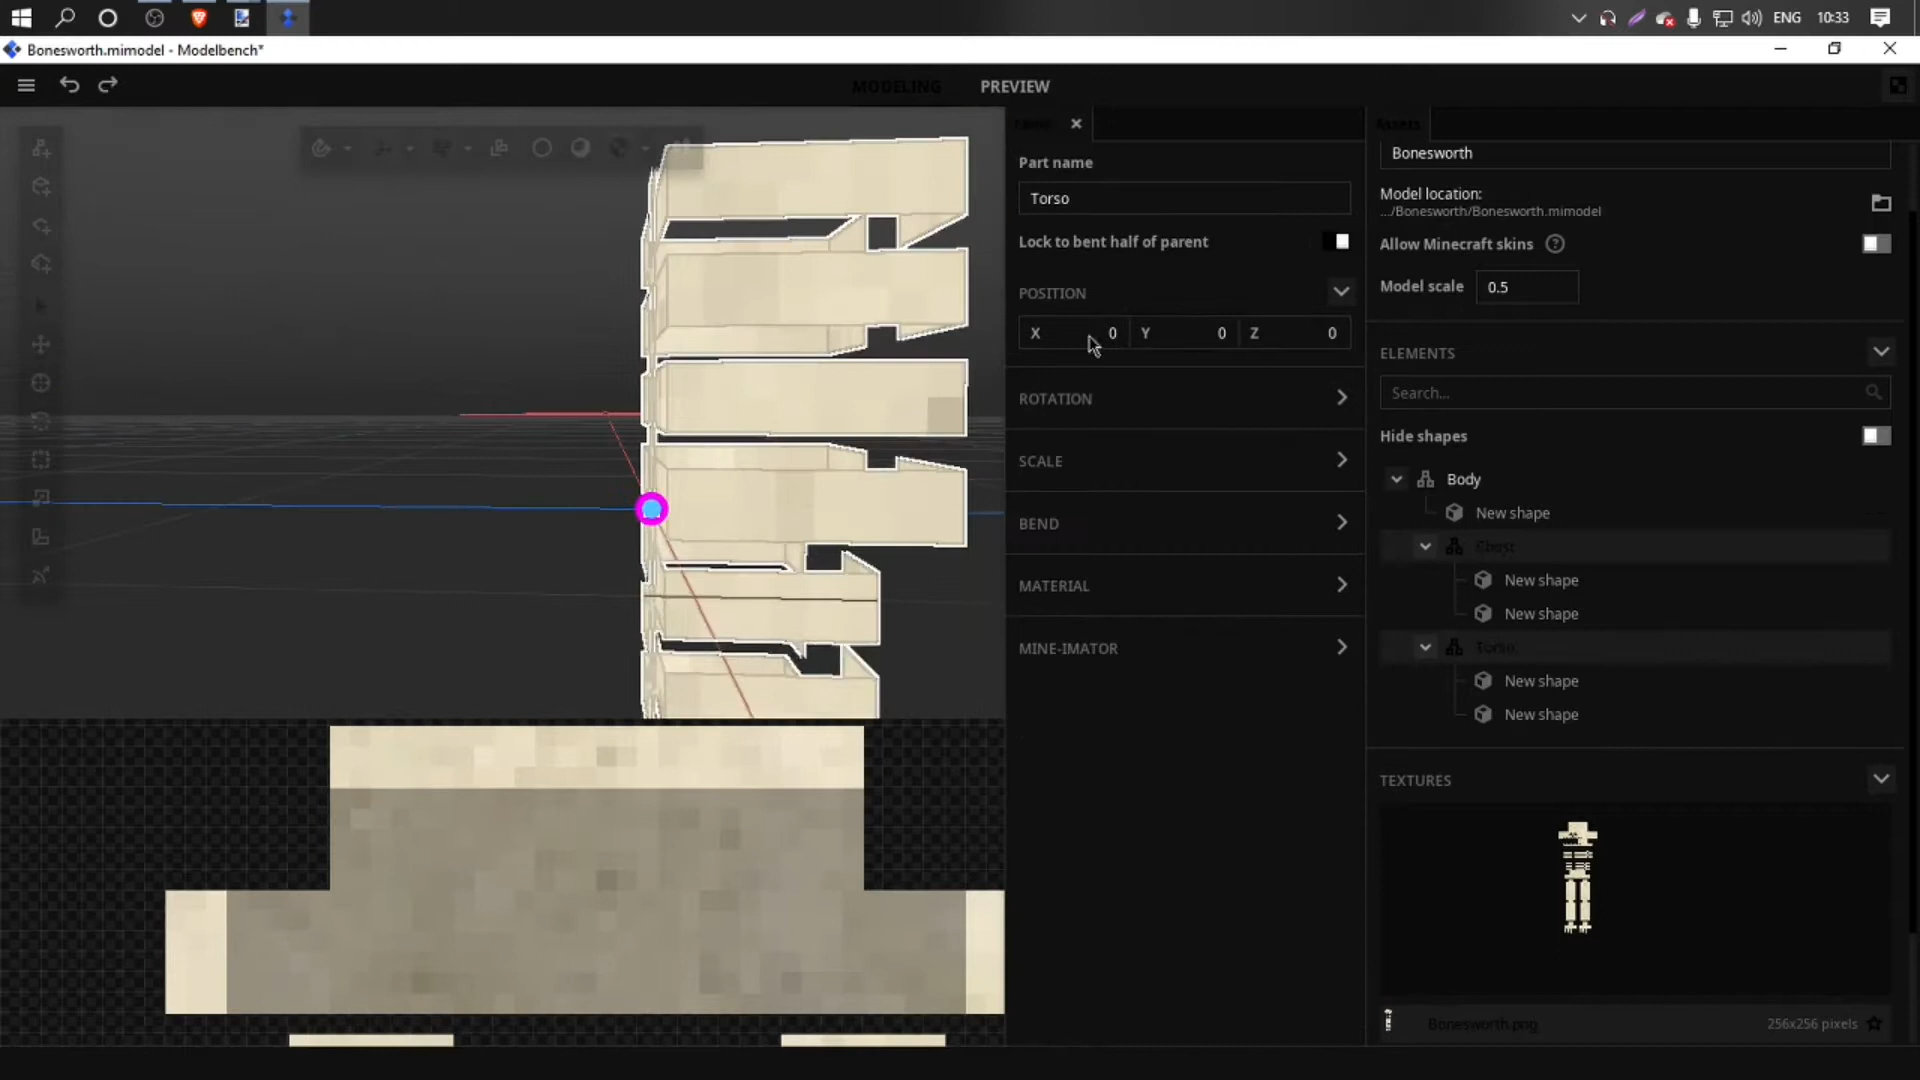 ENG
10:33
Bonesworth.mimodel - Modelbench*
MODELING
PREVIEW
Part name
Torso
Lock to bent half of parent
POSITION
X 0 Y 0 Z 0
ROTATION
SCALE
BEND
MATERIAL
MINE-IMATOR
Assets
Bonesworth
Model location:
.../Bonesworth/Bonesworth.mimodel
Allow Minecraft skins
Model scale 0.5
ELEMENTS
Search...
Hide shapes
Body
New shape
Chest
New shape
New shape
Torso
New shape
New shape
TEXTURES
Bonesworth.png
256x256 pixels